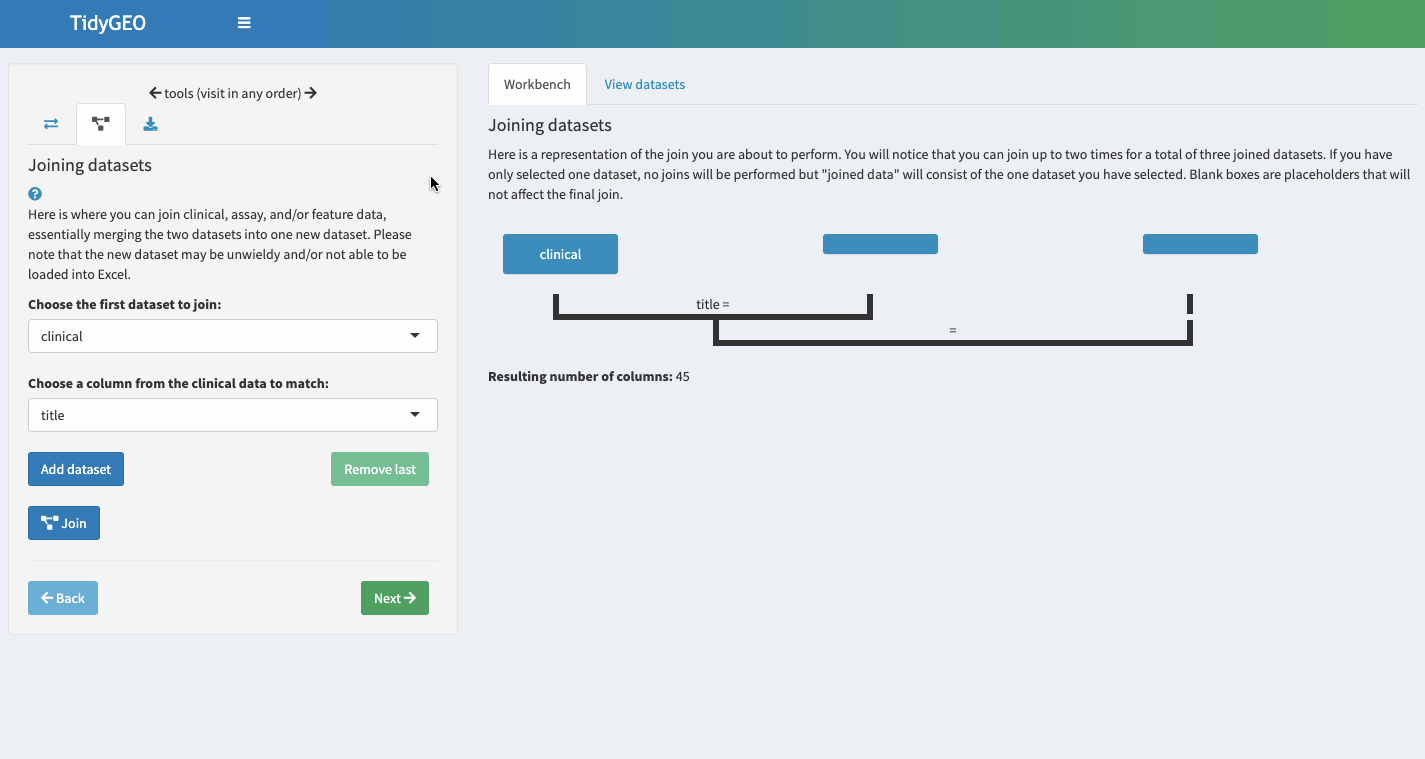 TidyGEO
tools (visit in any order)
Joining datasets
Here is where you can join clinical, assay, and/or feature data,
essentially merging the two datasets into one new dataset. Please
note that the new dataset may be unwieldy and/or not able to be
loaded into Excel.
Choose the first dataset to join:
clinical
Choose a column from the clinical data to match:
title
Add dataset
Remove last
Join
Back
Next
Workbench
View datasets
Joining datasets
Here is a representation of the join you are about to perform. You will notice that you can join up to two times for a total of three joined datasets. If you have
only selected one dataset, no joins will be performed but "joined data" will consist of the one dataset you have selected. Blank boxes are placeholders that will
not affect the final join.
clinical
title =
=
Resulting number of columns: 45